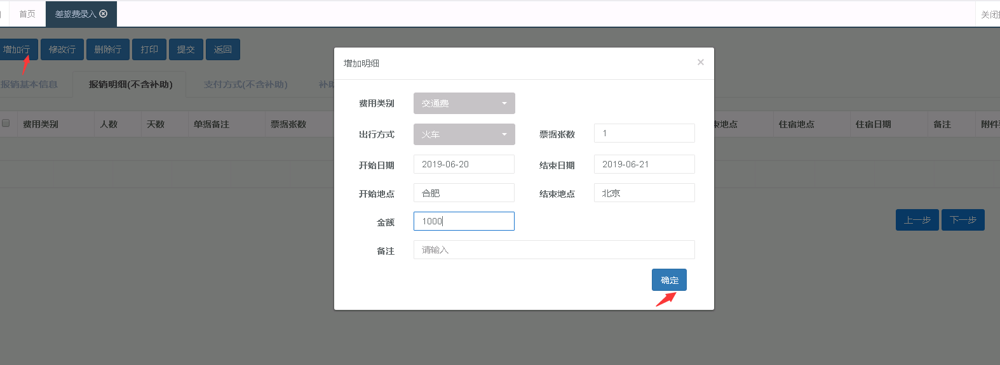 首页 差旅费录入 关闭
增加行 修改行 删除行 打印 提交 返回
报销基本信息 报销明细(不含补助) 支付方式(不含补助) 补助
费用类别 人数 天数 单据备注 票据张数 束地点 住宿地点 住宿日期 备注 附件
增加明细 ×
费用类别 交通费
出行方式 火车 票据张数 1
开始日期 2019-06-20 结束日期 2019-06-21
开始地点 合肥 结束地点 北京
金额 1000
备注 请输入
确定
上一步 下一步